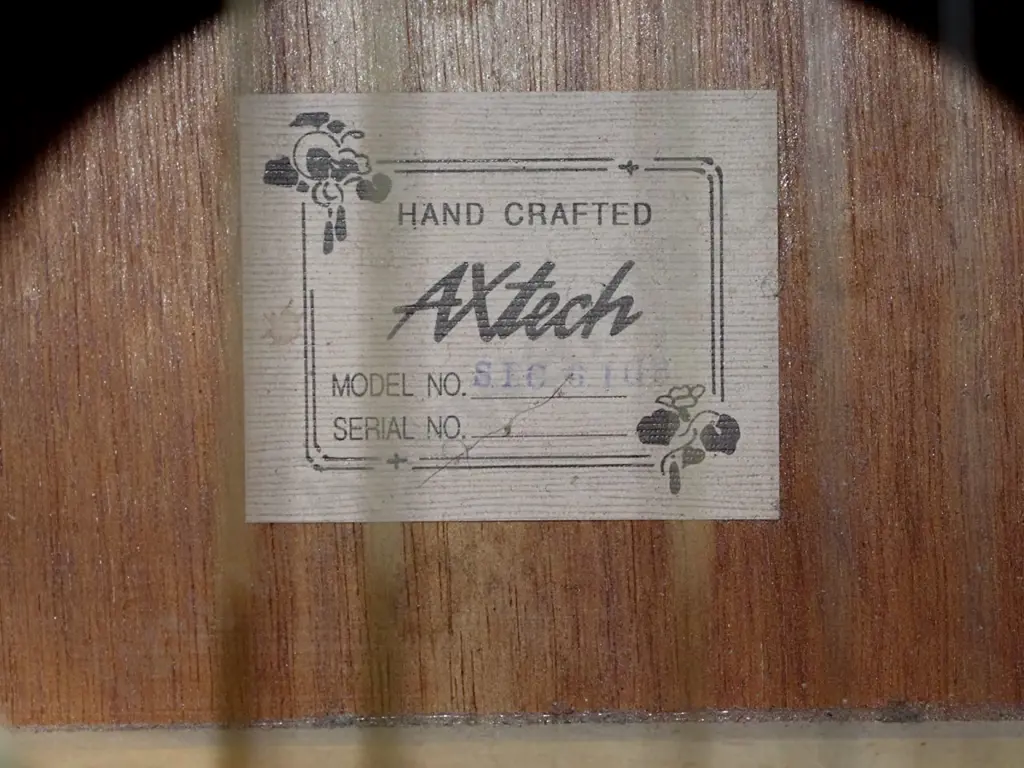 HAND CRAFTED
AXtech
MODEL NO.
SERIAL NO.